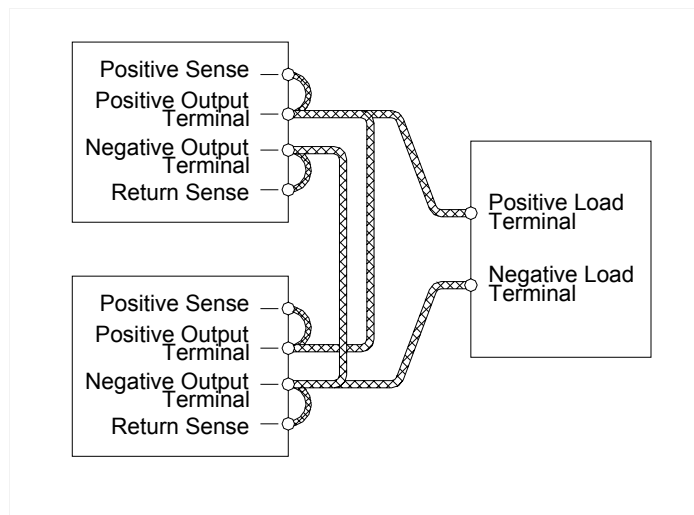 Positive Sense
Positive Output
Terminal
Negative Output
Terminal
Return Sense
Positive Load
Terminal
Negative Load
Terminal
Positive Sense
Positive Output
Terminal
Negative Output
Terminal
Return Sense